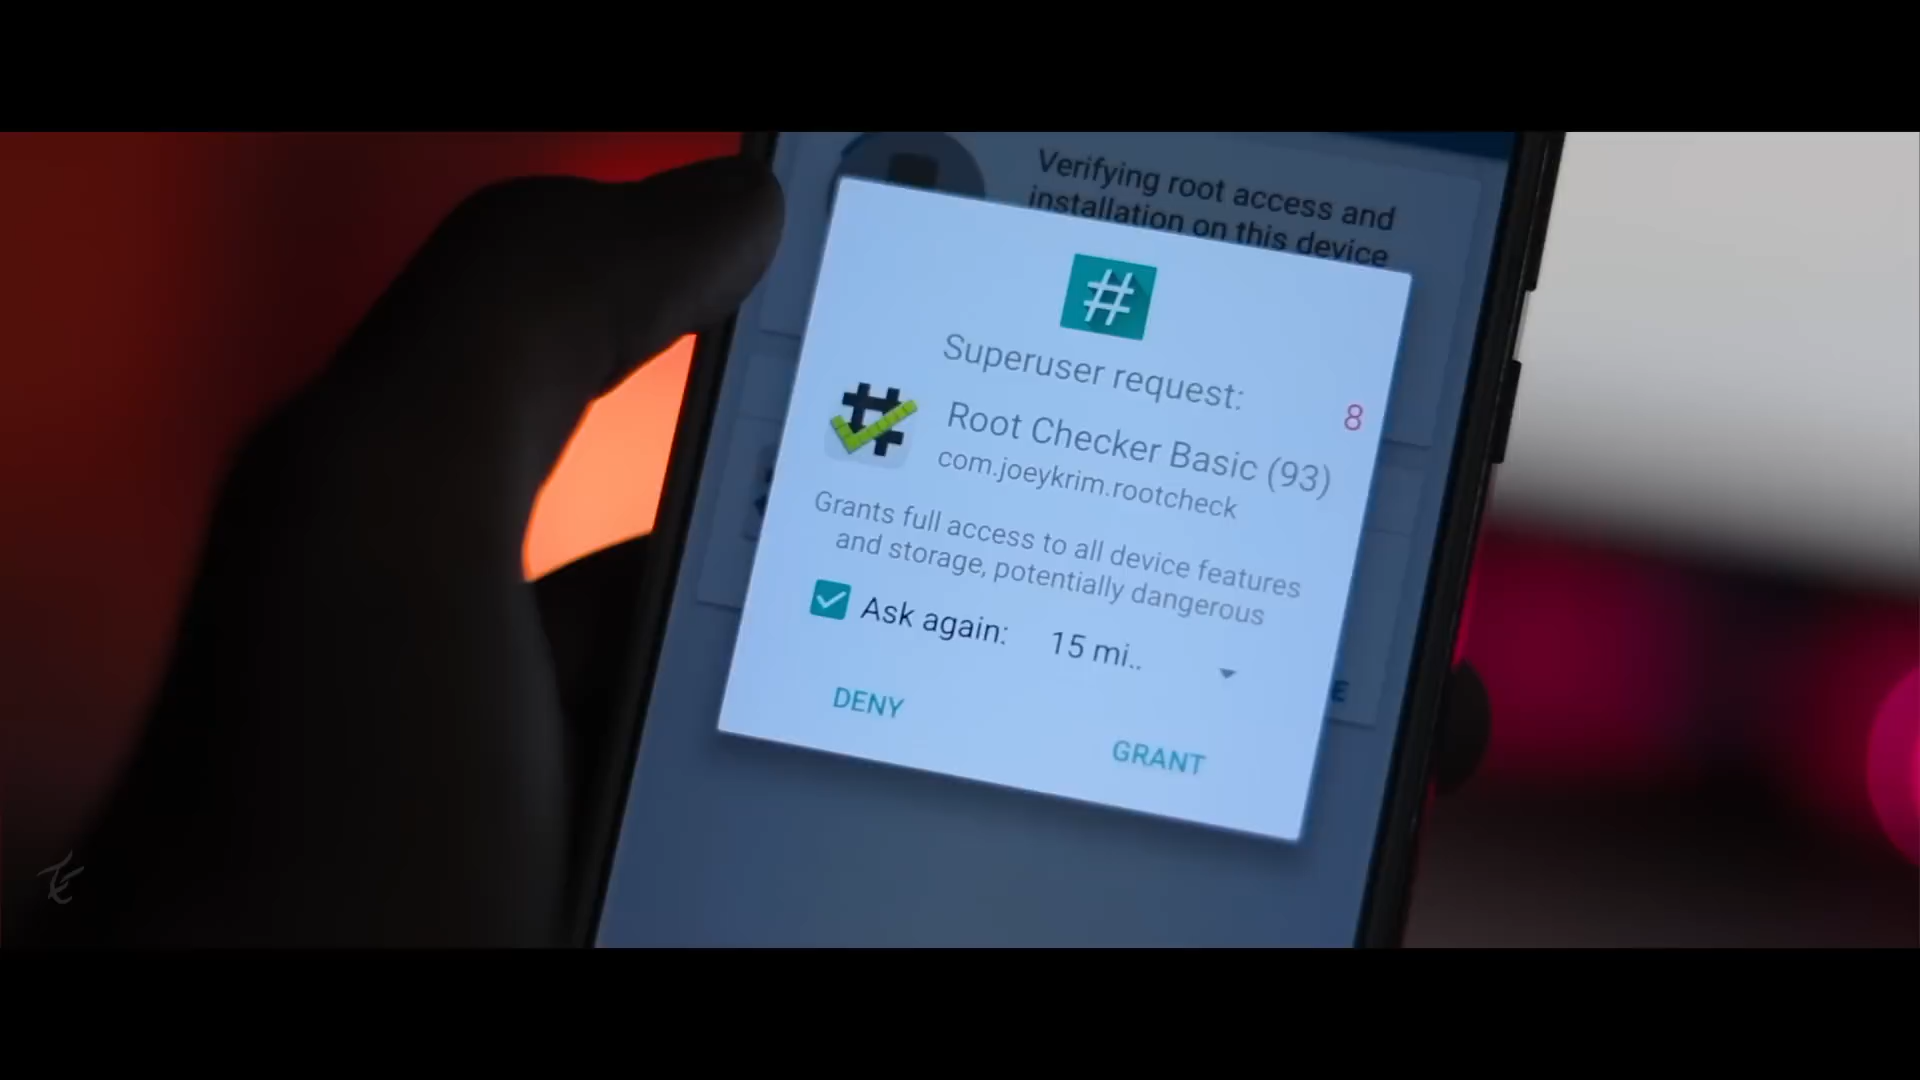 Verifying root access and
installation on this device
#
Superuser request:
8
Root Checker Basic (93)
com.joeykrim.rootcheck
Grants full access to all device features
and storage, potentially dangerous
Ask again: 15 mi..
DENY
GRANT